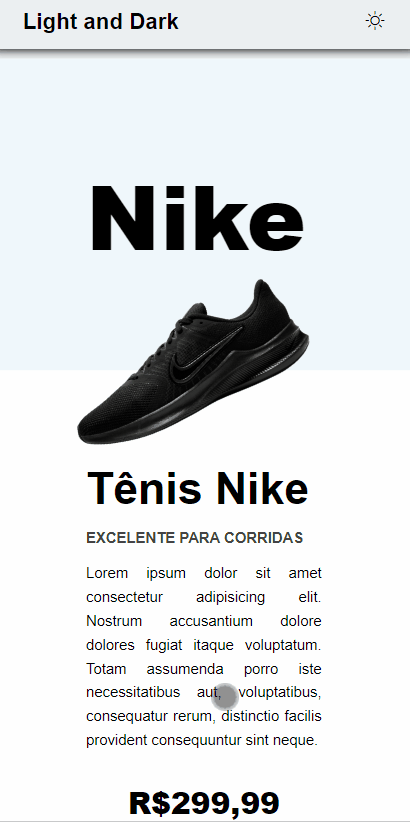 Light and Dark
Nike
Tênis Nike
EXCELENTE PARA CORRIDAS
Lorem ipsum dolor sit amet
consectetur adipisicing elit.
Nostrum accusantium dolore
dolores fugiat itaque voluptatum.
Totam assumenda porro iste
necessitatibus aut, voluptatibus,
consequatur rerum, distinctio facilis
provident consequuntur sint neque.
R$299,99